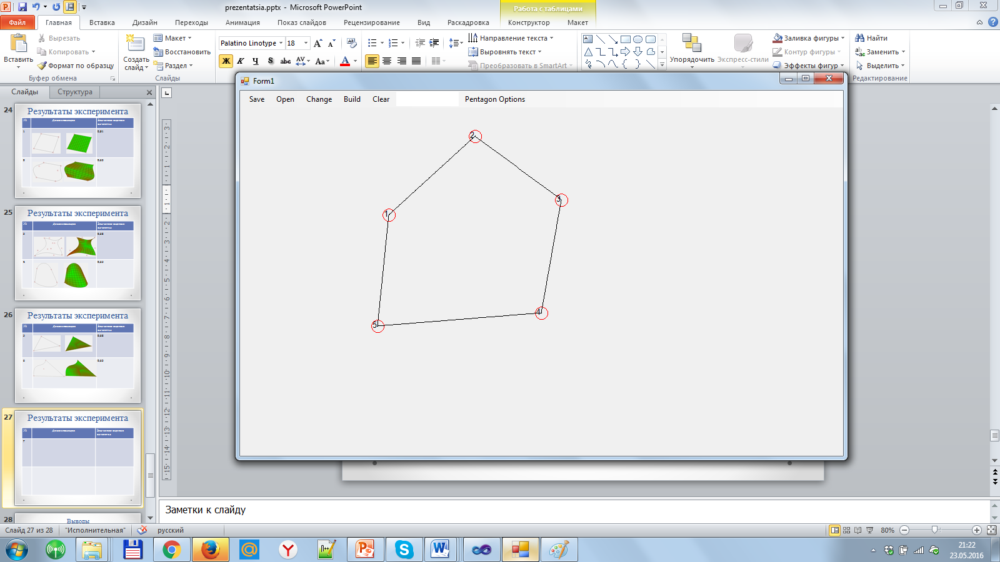 prezentatsia.pptx - Microsoft PowerPoint
Работа с таблицами
Файл Главная Вставка Дизайн Переходы Анимация Показ слайдов Рецензирование Вид Раскадровка Конструктор Макет
Вставить
Вырезать
Копировать
Формат по образцу
Буфер обмена
Создать слайд
Макет
Восстановить
Раздел
Слайды
Palatino Linotype 18
Ж К Ч S abc AV Aa A
Направление текста
Выровнять текст
Преобразовать в SmartArt
Упорядочить
Экспресс-стили
Заливка фигуры
Контур фигуры
Эффекты фигур
Найти
Заменить
Выделить
Редактирование
Слайды Структура
24
Результаты эксперимента
25
Результаты эксперимента
26
Результаты эксперимента
27
Результаты эксперимента
28
Выводы
Form1
Save Open Change Build Clear Pentagon Options
2
3
1
4
5
Заметки к слайду
Слайд 27 из 28 "Исполнительная" русский 80%
21:22
23.05.2016